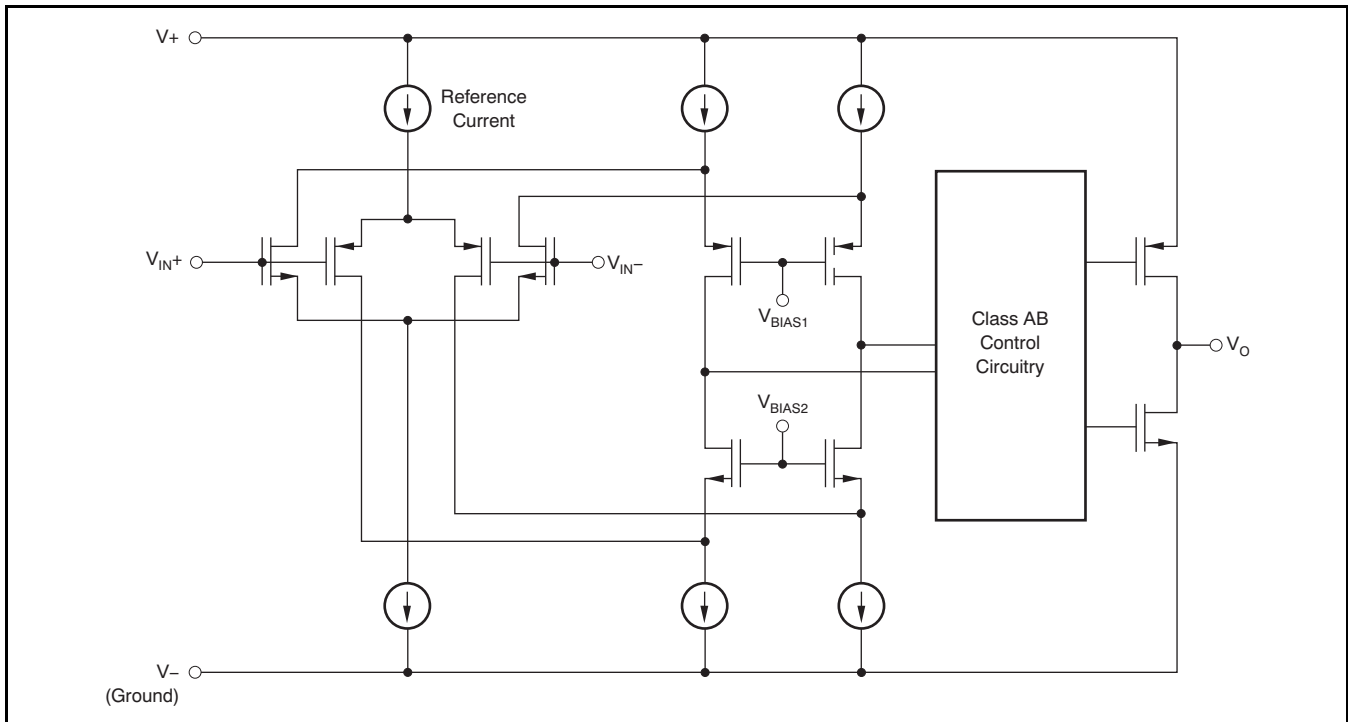 V+
Reference
Current
VIN+
VIN–
VBIAS1
Class AB
Control
Circuitry
VO
VBIAS2
V–
(Ground)